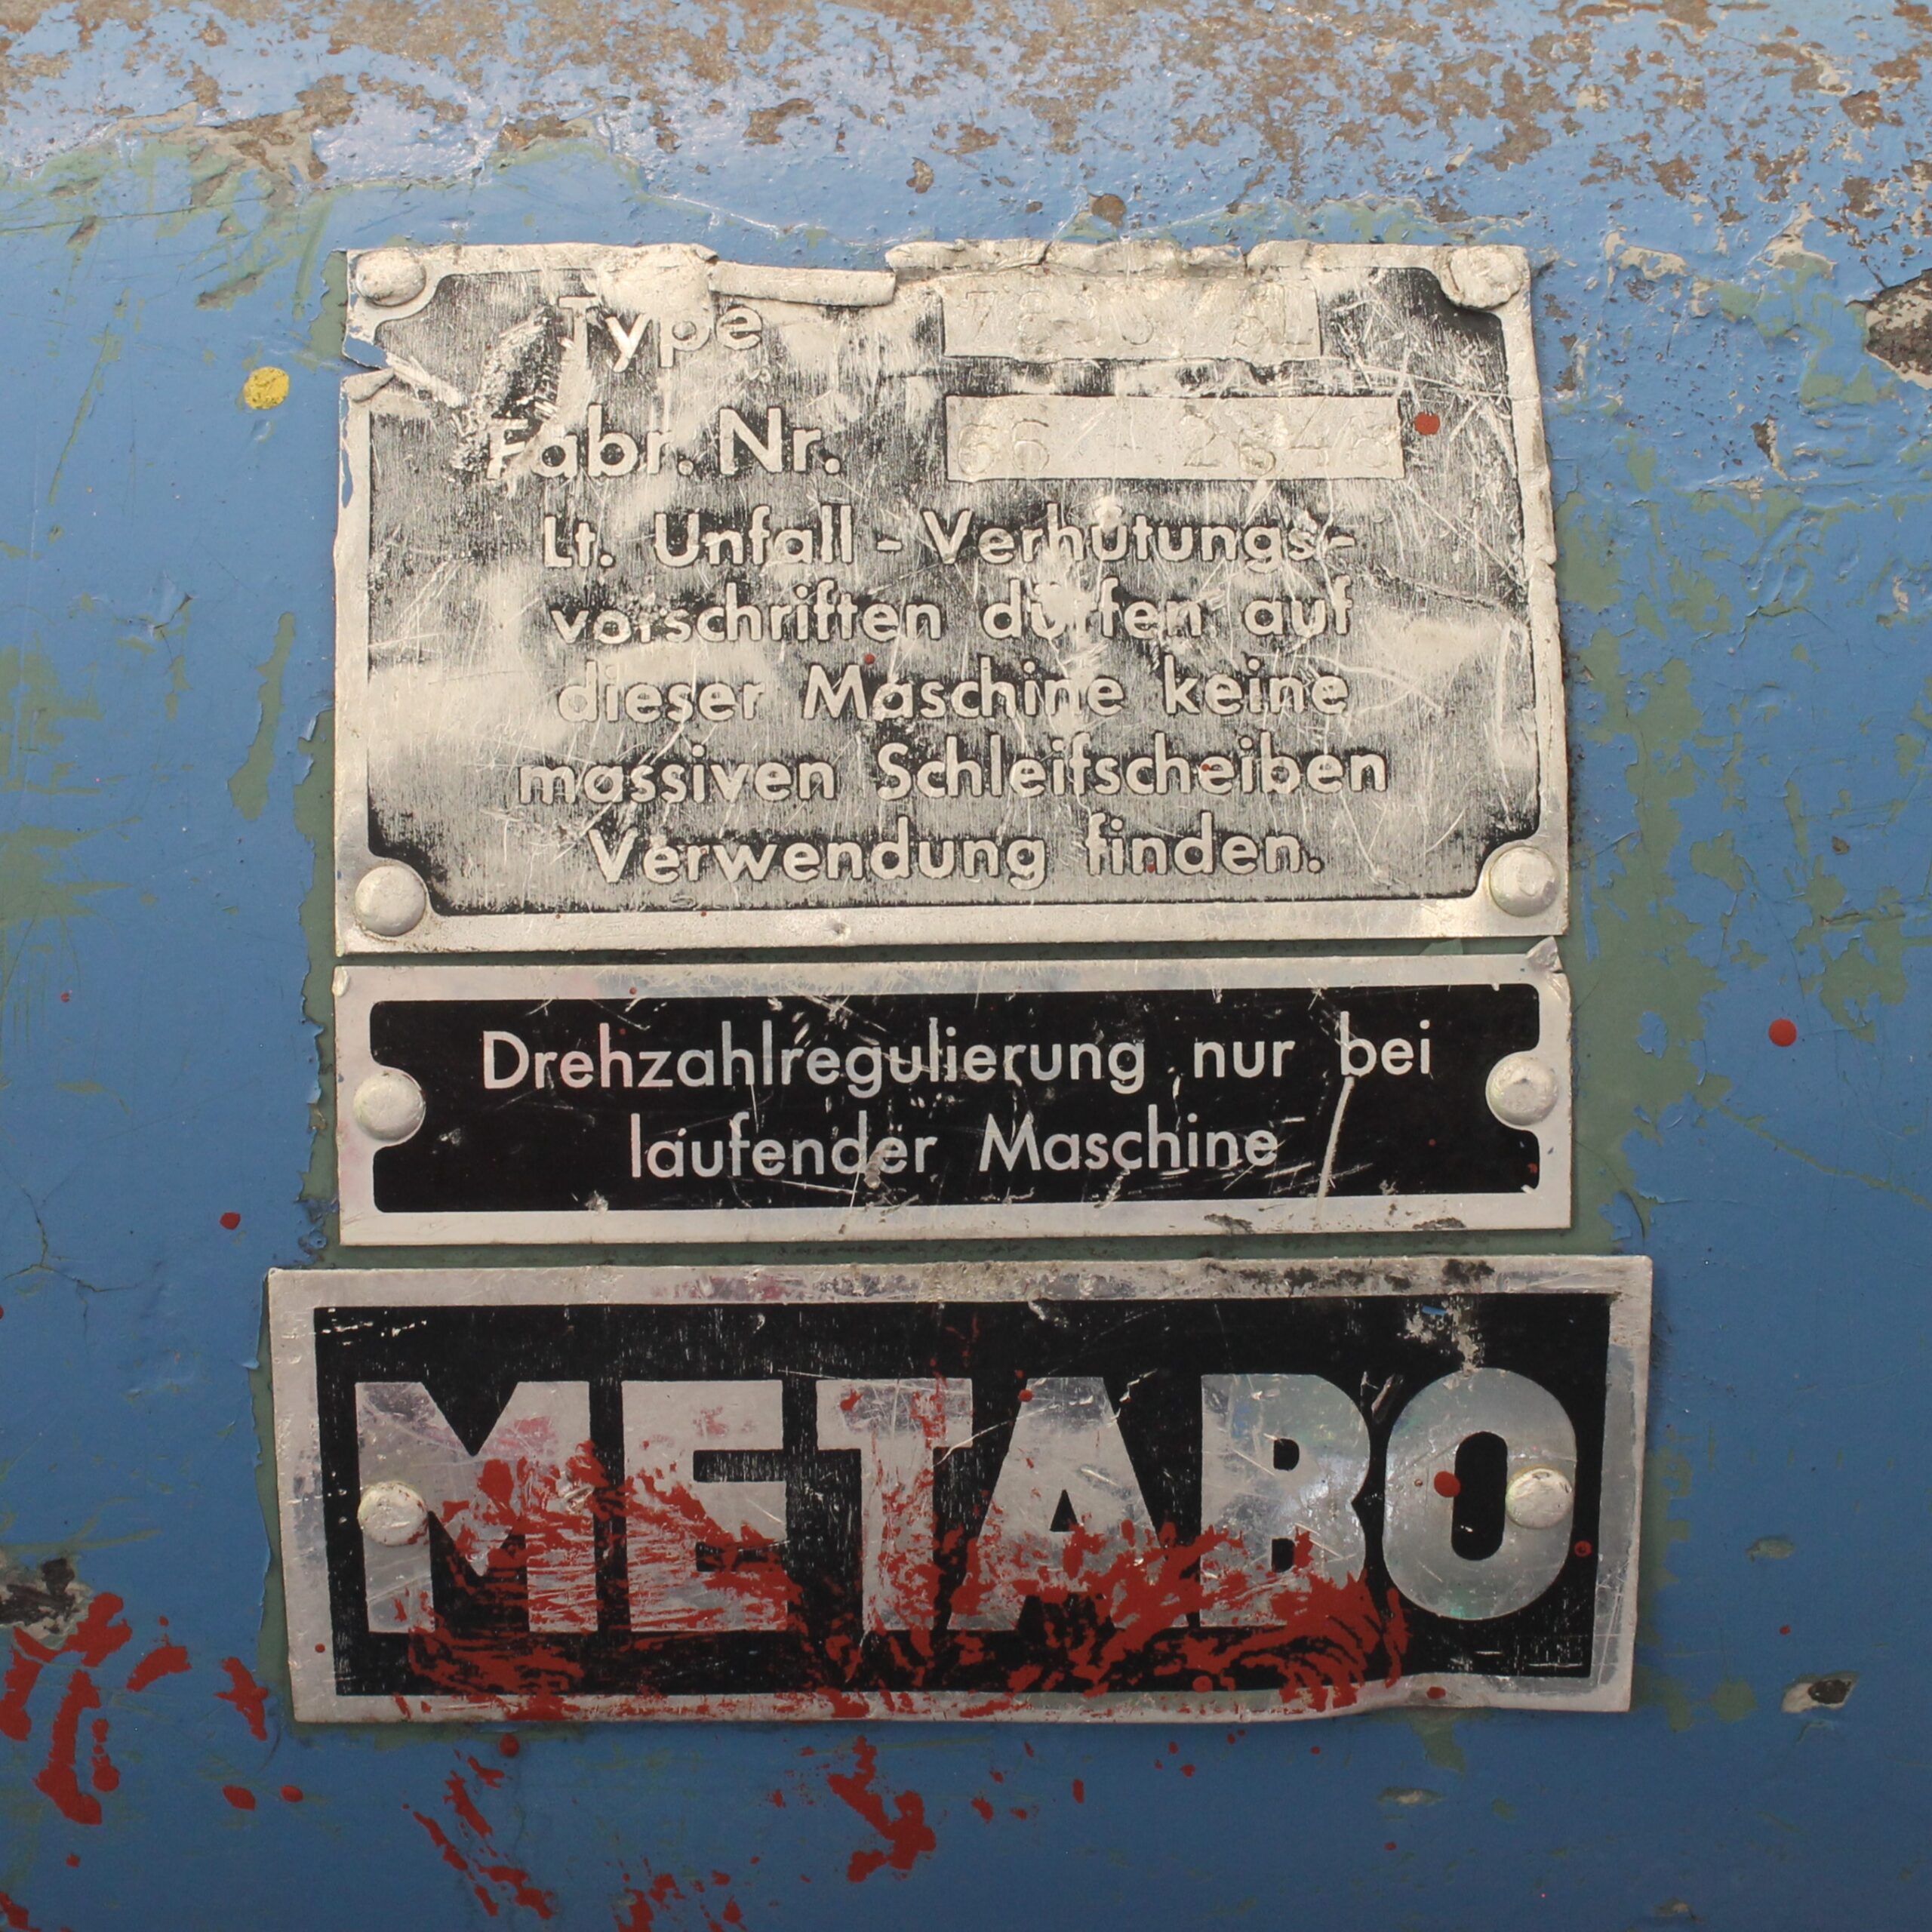 Type
Fabr. Nr.
Lt. Unfall - Verhütungs-
vorschriften dürfen auf
dieser Maschine keine
massiven Schleifscheiben
Verwendung finden.
Drehzahlregulierung nur bei
laufender Maschine
METABO